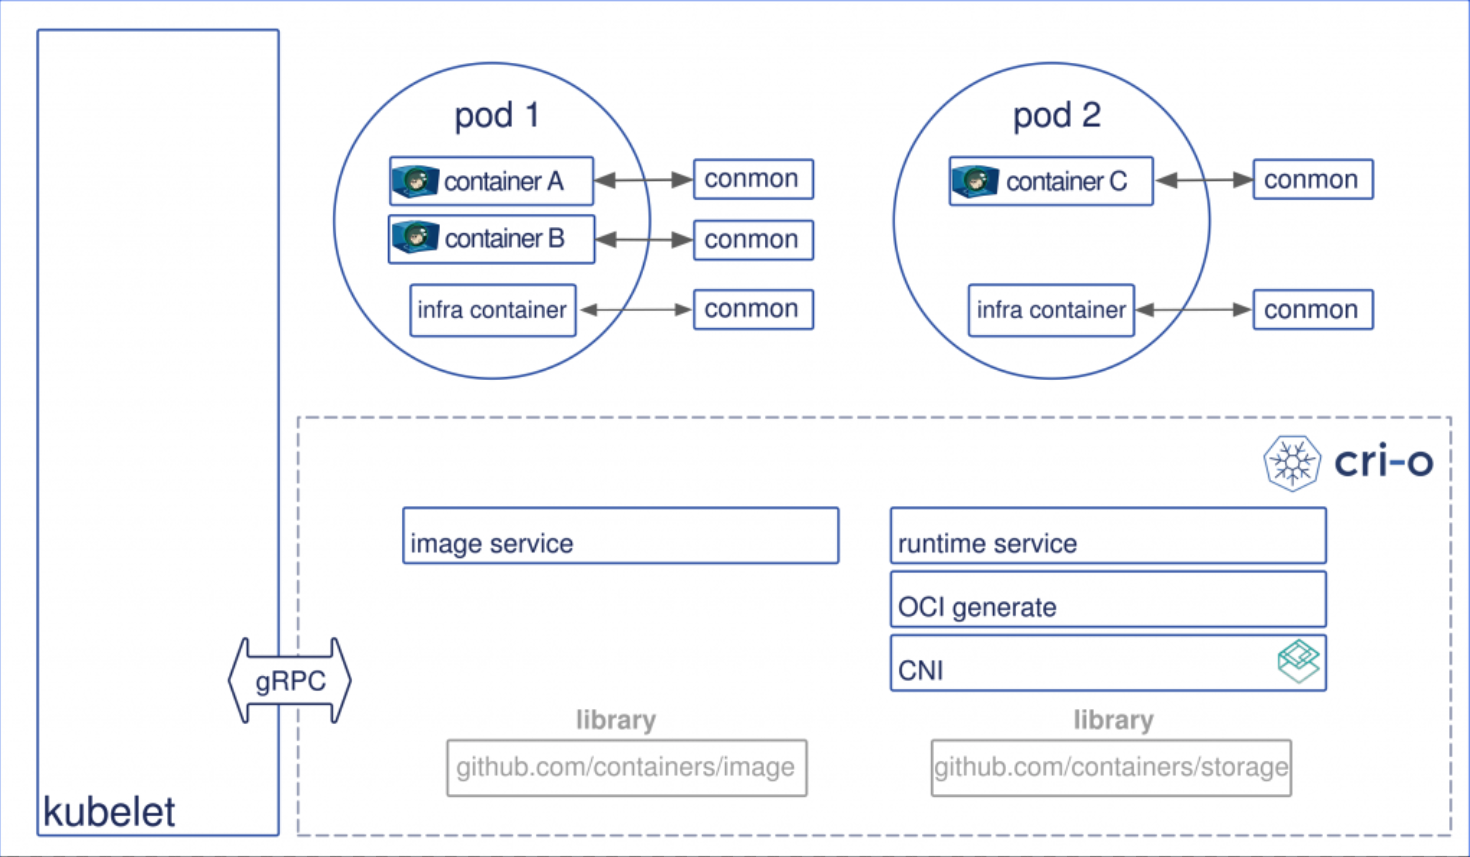 pod 1
container A
conmon
container B
conmon
infra container
conmon
pod 2
container C
conmon
infra container
conmon
cri-o
image service
runtime service
OCI generate
CNI
gRPC
library
github.com/containers/image
library
github.com/containers/storage
kubelet